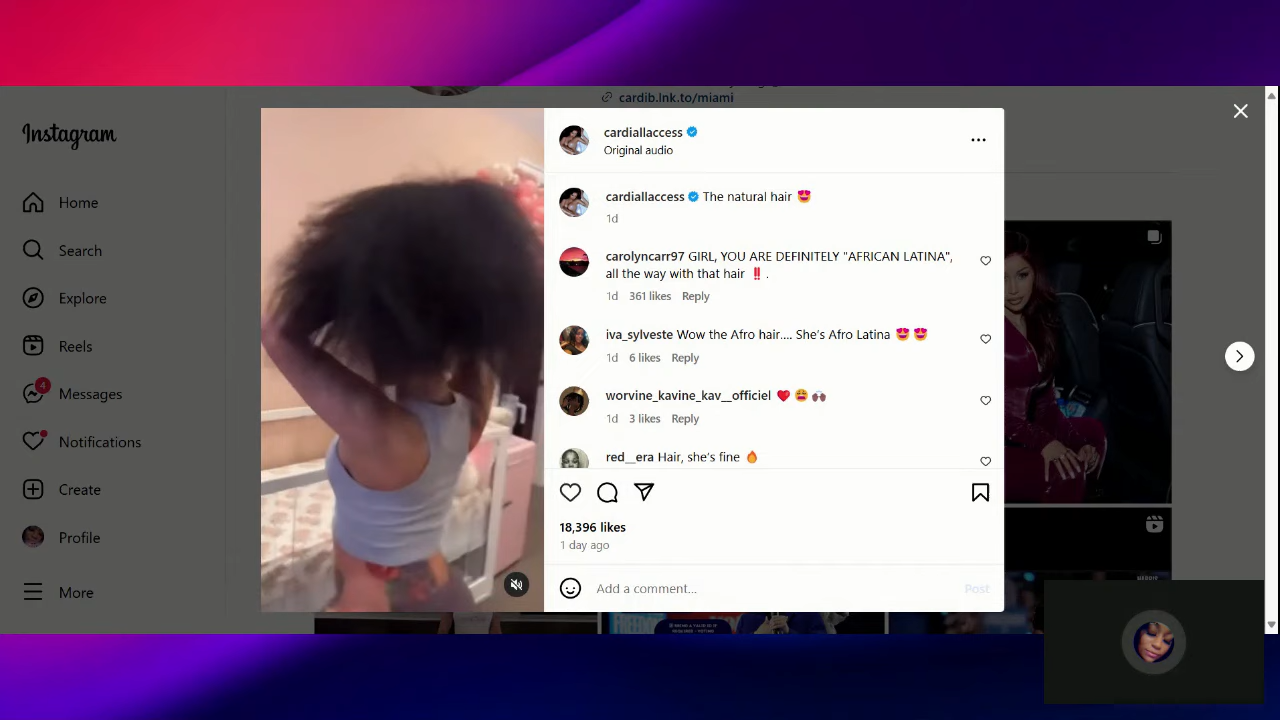 cardib.lnk.to/miami
Instagram
cardiallaccess
Original audio
Home
Search
Explore
Reels
4
Messages
Notifications
Create
Profile
More
cardiallaccess The natural hair 😍
1d
carolyncarr97 GIRL, YOU ARE DEFINITELY "AFRICAN LATINA",
all the way with that hair ‼️ .
1d 361 likes Reply
iva_sylveste Wow the Afro hair.... She's Afro Latina 😍 😍
1d 6 likes Reply
worvine_kavine_kav__officiel ❤️ 😩 🙌🏿
1d 3 likes Reply
red__era Hair, she's fine 🔥
18,396 likes
1 day ago
Add a comment...
Post